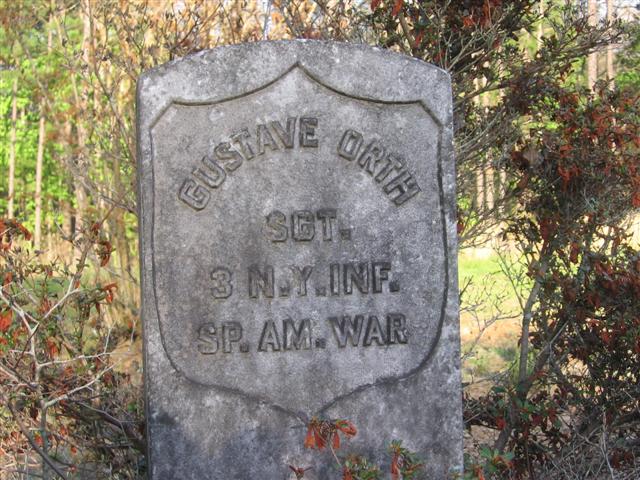 GUSTAVE ORTH
SGT.
3 N.Y. INF.
SP. AM. WAR